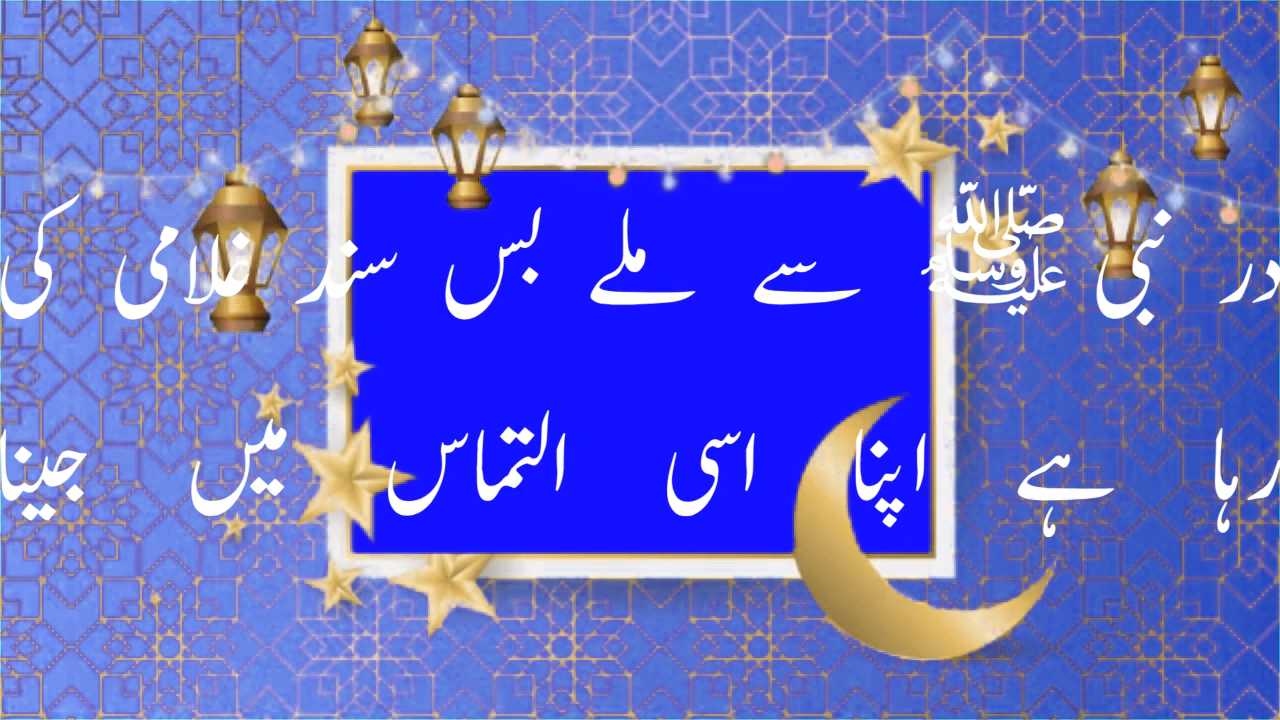 در نبی ﷺ سے ملے بس سند غلامی کی
رہا ہے اپنا اسی التماس میں جینا